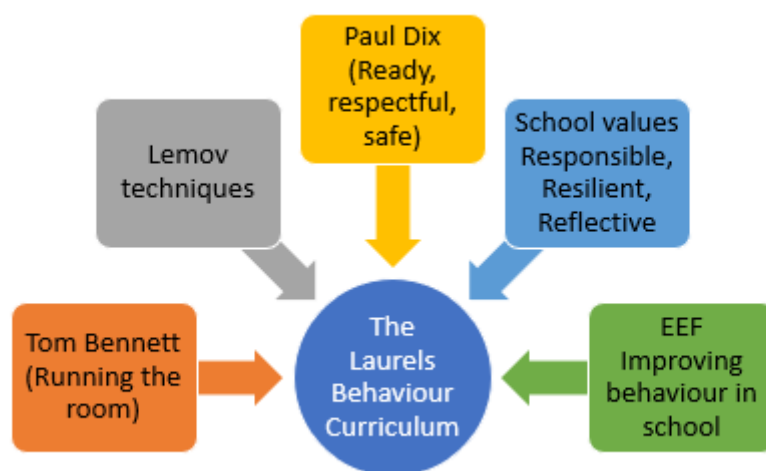 Paul Dix
(Ready,
respectful,
safe)
Lemov
techniques
School values
Responsible,
Resilient,
Reflective
Tom Bennett
(Running the
room)
The
Laurels
Behaviour
Curriculum
EEF
Improving
behaviour in
school